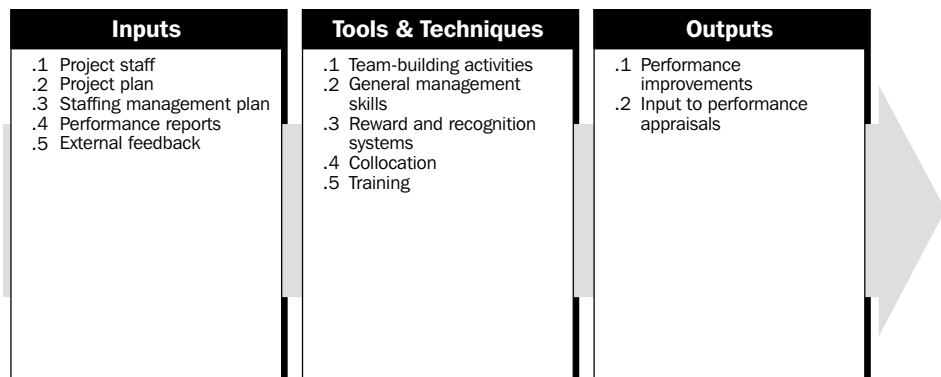 Inputs
.1 Project staff
.2 Project plan
.3 Staffing management plan
.4 Performance reports
.5 External feedback
Tools & Techniques
.1 Team-building activities
.2 General management
skills
.3 Reward and recognition
systems
.4 Collocation
.5 Training
Outputs
.1 Performance
improvements
.2 Input to performance
appraisals